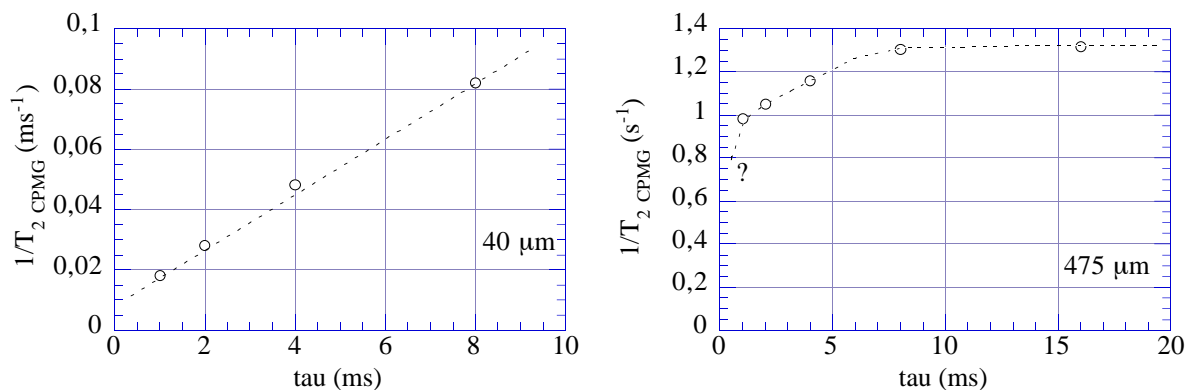 0,1
0,08
0,06
0,04
0,02
0
0 2 4 6 8 10
1/T2 CPMG (ms-1)
tau (ms)
40 µm
1,4
1,2
1
0,8
0,6
0,4
0,2
0
0 5 10 15 20
1/T2 CPMG (s-1)
tau (ms)
?
475 µm